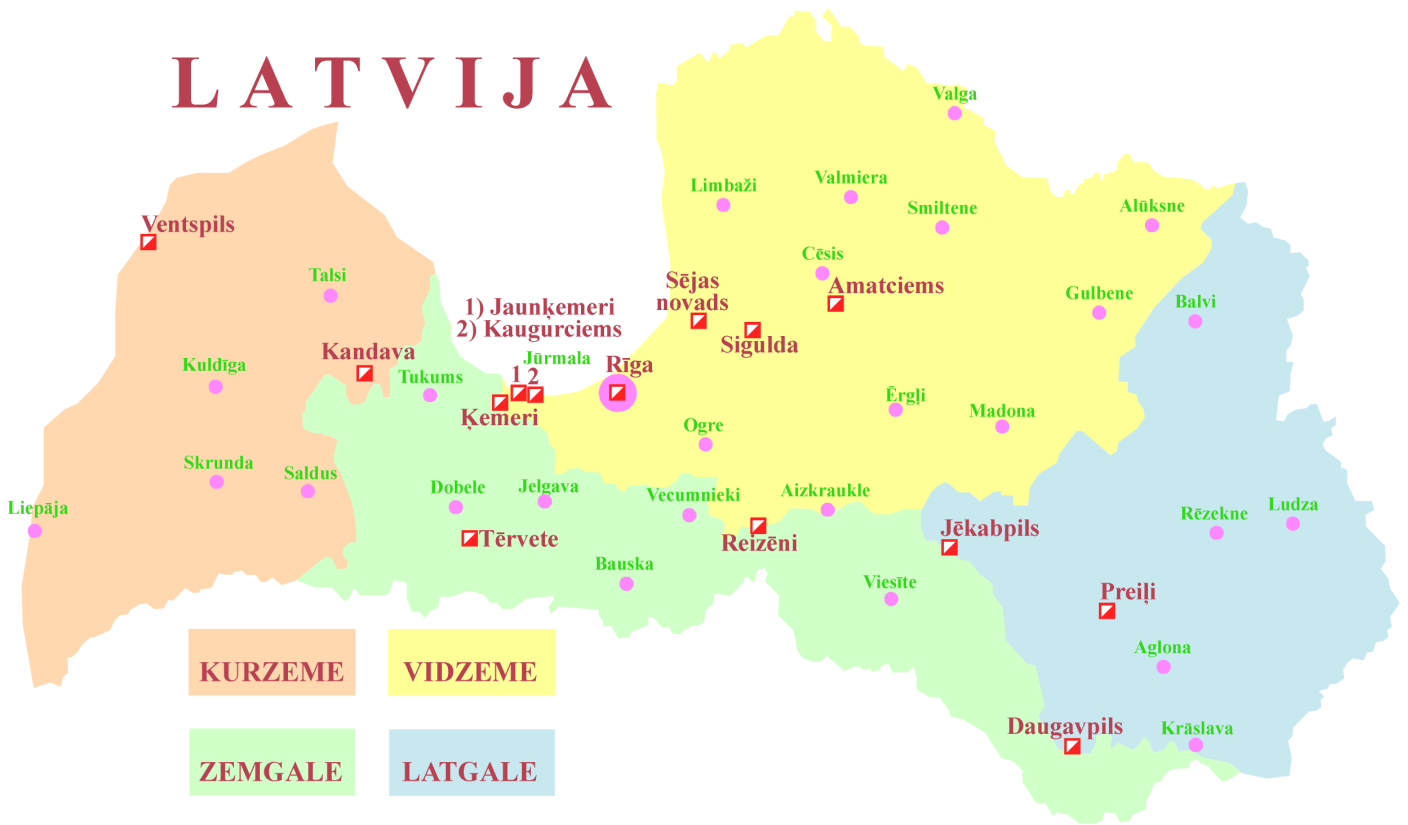 L A T V I J A
Valga
Limbaži
Valmiera
Smiltene
Alūksne
Ventspils
Talsi
Cēsis
Sējas
novads
Amatciems
Gulbene
Balvi
1) Jaunķemeri
2) Kaugurciems
Sigulda
Kandava
Jūrmala
Rīga
Kuldīga
Tukums
1
2
Ķemeri
Ērgļi
Madona
Ogre
Skrunda
Saldus
Dobele
Jelgava
Vecumnieki
Aizkraukle
Liepāja
Rēzekne
Ludza
Tērvete
Reizēni
Jēkabpils
Bauska
Viesīte
Preiļi
Aglona
KURZEME
VIDZEME
Daugavpils
Krāslava
ZEMGALE
LATGALE